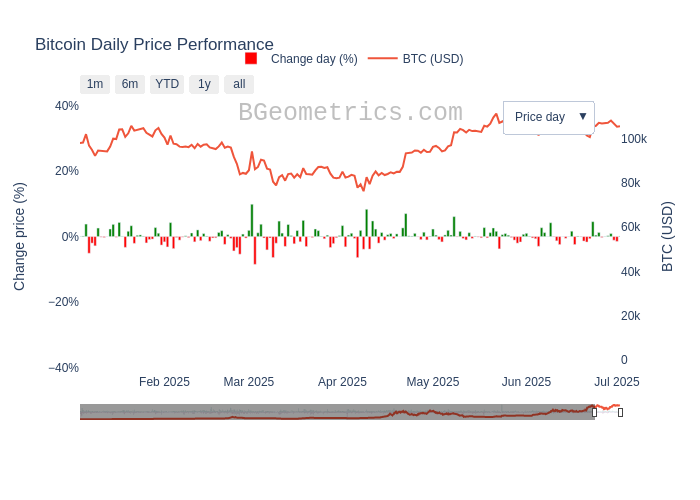 Bitcoin Daily Price Performance
Change day (%)
BTC (USD)
1m
6m
YTD
1y
all
BGeometrics.com
Price day ▼
40%
20%
0%
−20%
−40%
Change price (%)
100k
80k
60k
40k
20k
0
BTC (USD)
Feb 2025
Mar 2025
Apr 2025
May 2025
Jun 2025
Jul 2025